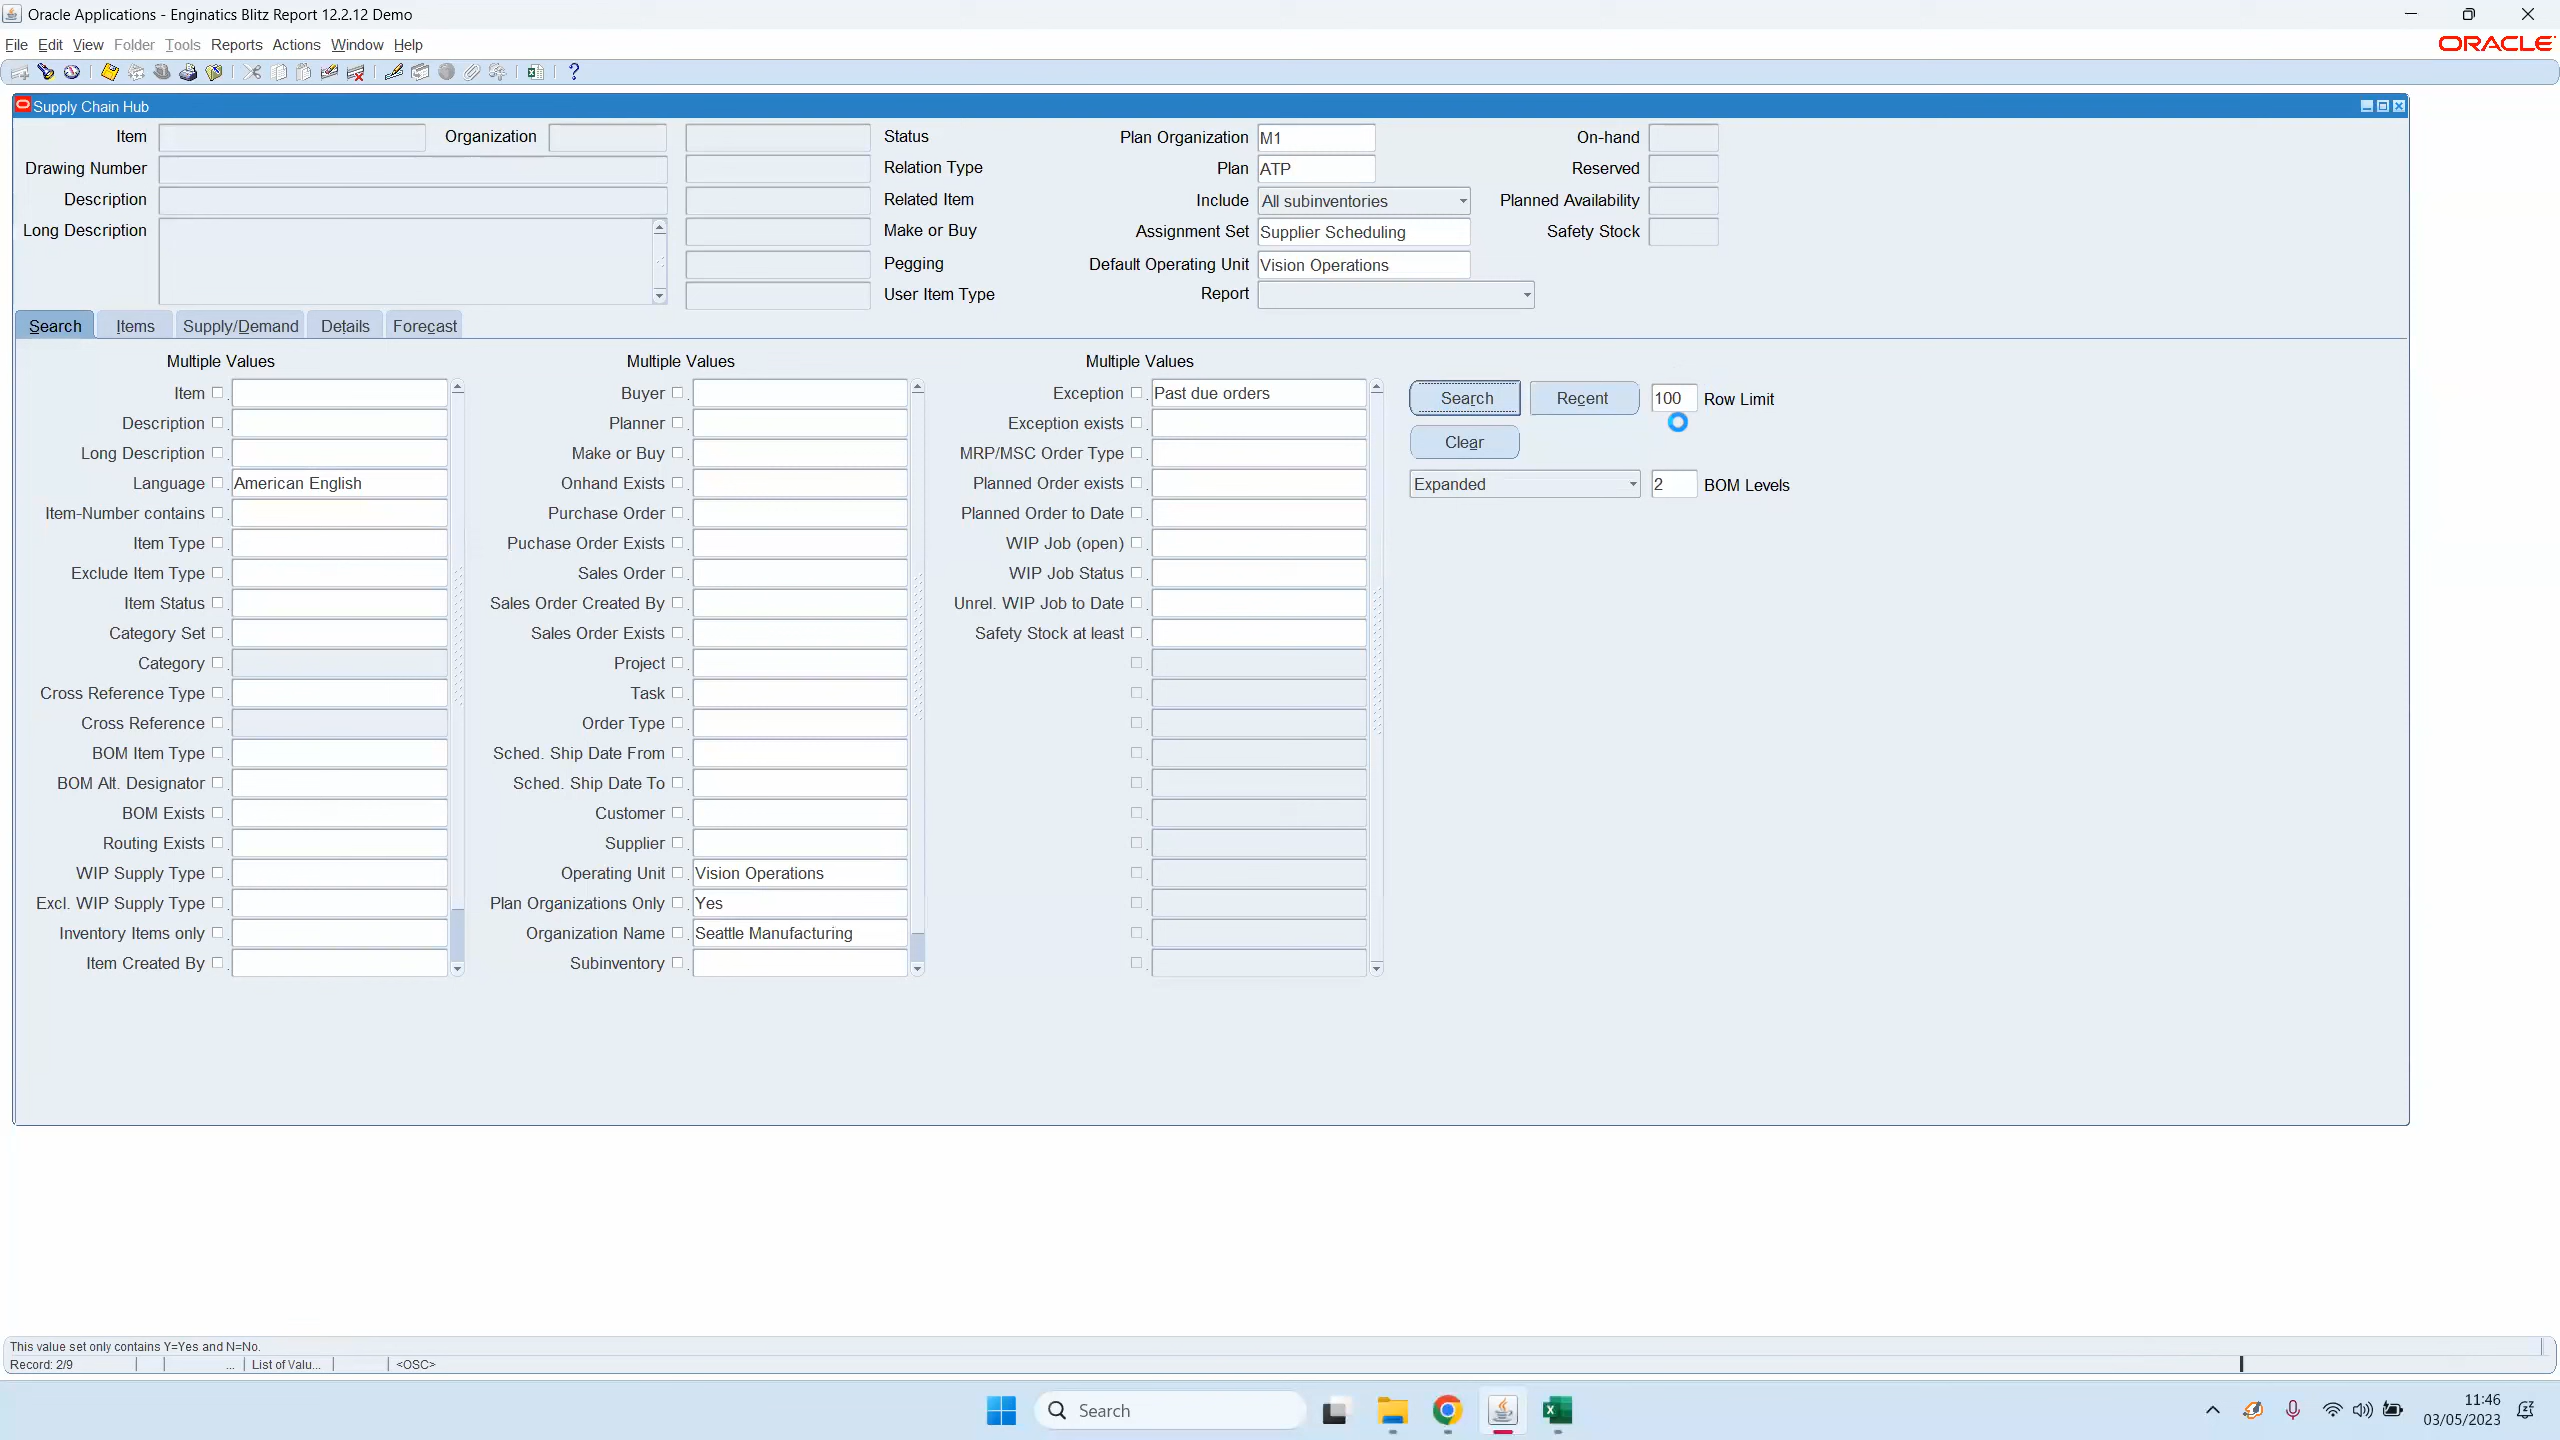 Oracle Applications - Enginatics Blitz Report 12.2.12 Demo
File Edit View Folder Tools Reports Actions Window Help
ORACLE
Supply Chain Hub
Item Organization Status Plan Organization M1 On-hand
Drawing Number Relation Type Plan ATP Reserved
Description Related Item Include All subinventories Planned Availability
Long Description Make or Buy Assignment Set Supplier Scheduling Safety Stock
Pegging Default Operating Unit Vision Operations
User Item Type Report
Search Items Supply/Demand Details Forecast
Multiple Values Multiple Values Multiple Values
Item Buyer Exception Past due orders Search Recent 100 Row Limit
Description Planner Exception exists
Clear
Long Description Make or Buy MRP/MSC Order Type
Language American English Onhand Exists Planned Order exists Expanded 2 BOM Levels
Item-Number contains Purchase Order Planned Order to Date
Item Type Puchase Order Exists WIP Job (open)
Exclude Item Type Sales Order WIP Job Status
Item Status Sales Order Created By Unrel. WIP Job to Date
Category Set Sales Order Exists Safety Stock at least
Category Project
Cross Reference Type Task
Cross Reference Order Type
BOM Item Type Sched. Ship Date From
BOM Alt. Designator Sched. Ship Date To
BOM Exists Customer
Routing Exists Supplier
WIP Supply Type Operating Unit Vision Operations
Excl. WIP Supply Type Plan Organizations Only Yes
Inventory Items only Organization Name Seattle Manufacturing
Item Created By Subinventory
This value set only contains Y=Yes and N=No.
Record: 2/9 ... List of Valu... <OSC>
Search
11:46
03/05/2023